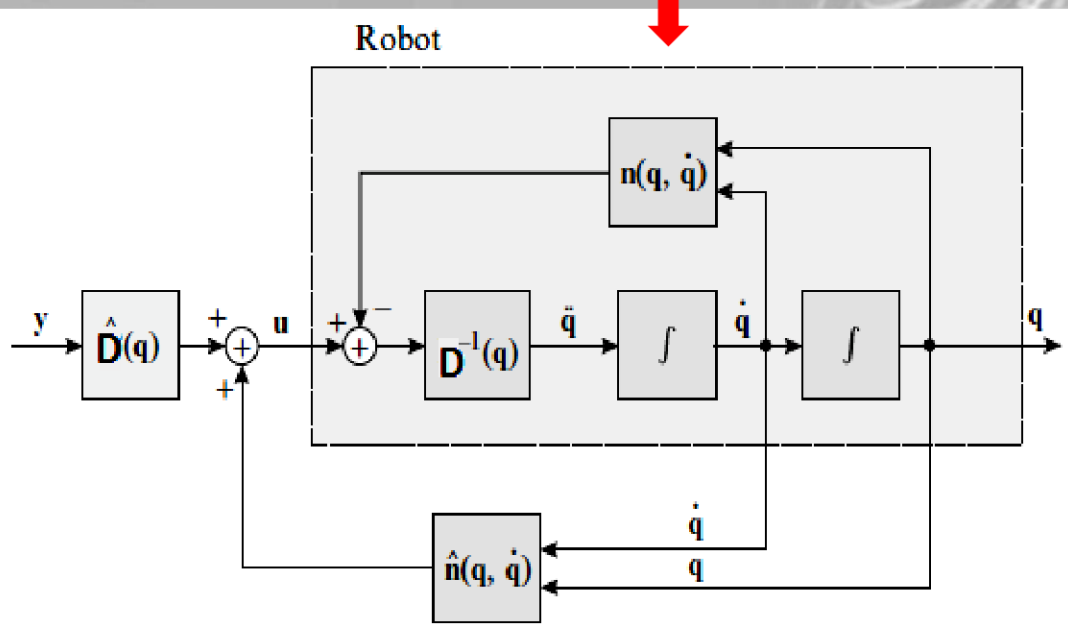 Robot
n(q, q̇)
−
y
D̂(q)
+
+
+
u
+
+
D⁻¹(q)
q̈
∫
q̇
∫
q
n̂(q, q̇)
q̇
q